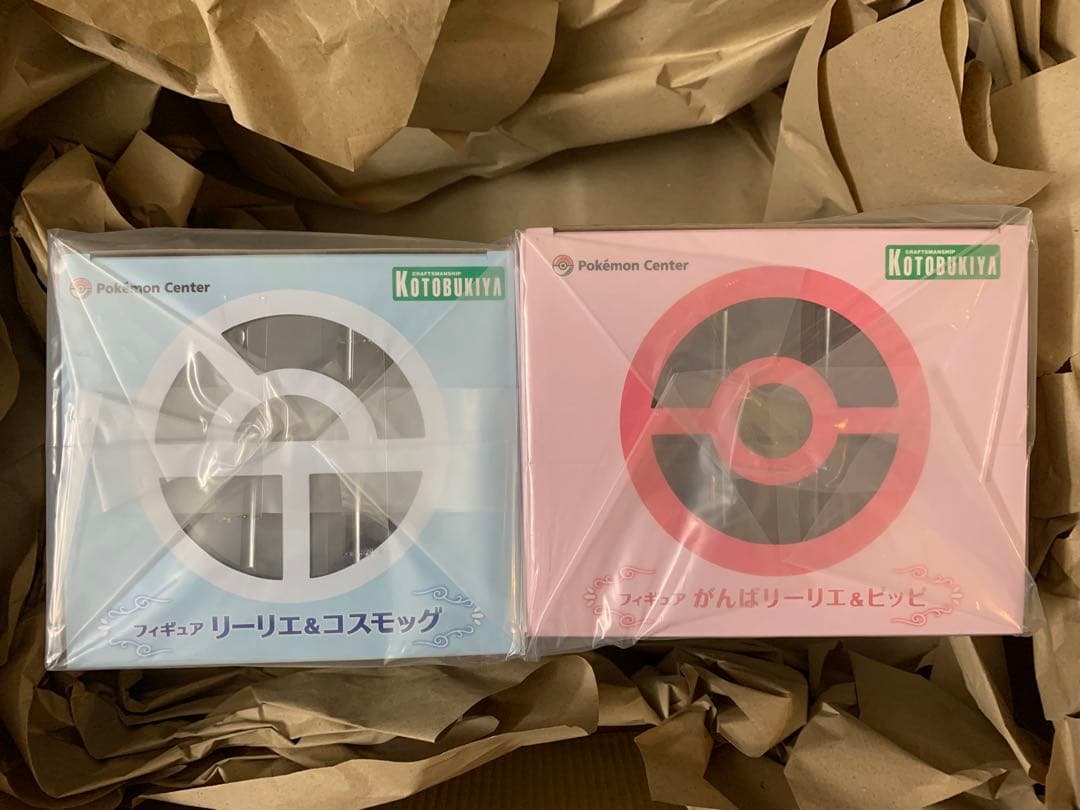 Pokémon Center
CRAFTSMANSHIP
KOTOBUKIYA
フィギュア リーリエ&コスモッグ
Pokémon Center
CRAFTSMANSHIP
KOTOBUKIYA
フィギュア がんばリーリエ&ピッピ